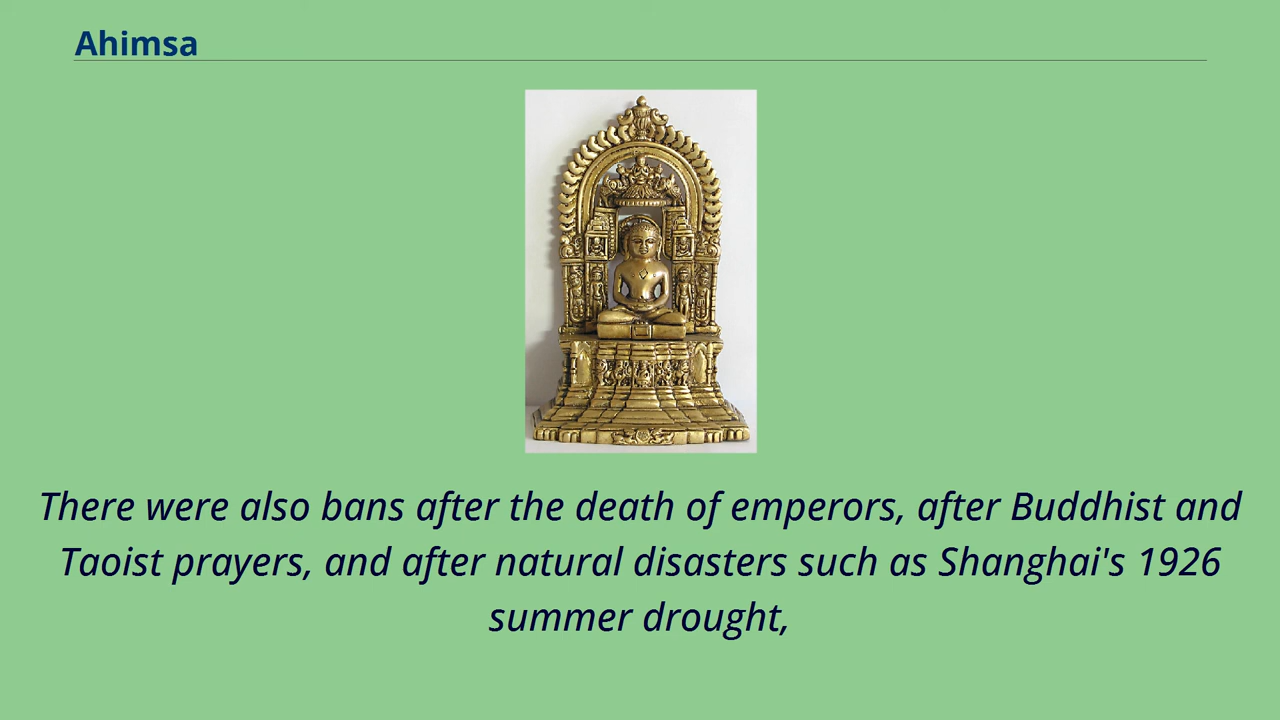 Ahimsa
There were also bans after the death of emperors, after Buddhist and
Taoist prayers, and after natural disasters such as Shanghai's 1926
summer drought,